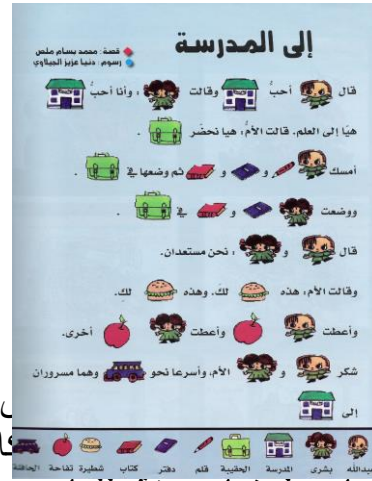 إلى المدرسة
قصة: محمد بسام ملص
رسوم: دنيا عزيز الجيلاوي
قال أحبُّ وقالت ، وأنا أحبُّ
هيّا إلى العلم. قالت الأمُّ: هيا نحضّر .
أمسك و و ثم وضعها في .
ووضعت و في .
قال و ، نحن مستعدان.
وقالت الأم، هذه لكَ. وهذه لكِ.
وأعطت وأعطت أخرى.
شكر و الأم، وأسرعا نحو وهما مسروران
إلى
عبدالله بشرى المدرسة الحقيبة قلم دفتر كتاب شطيرة تفاحة الحافلة